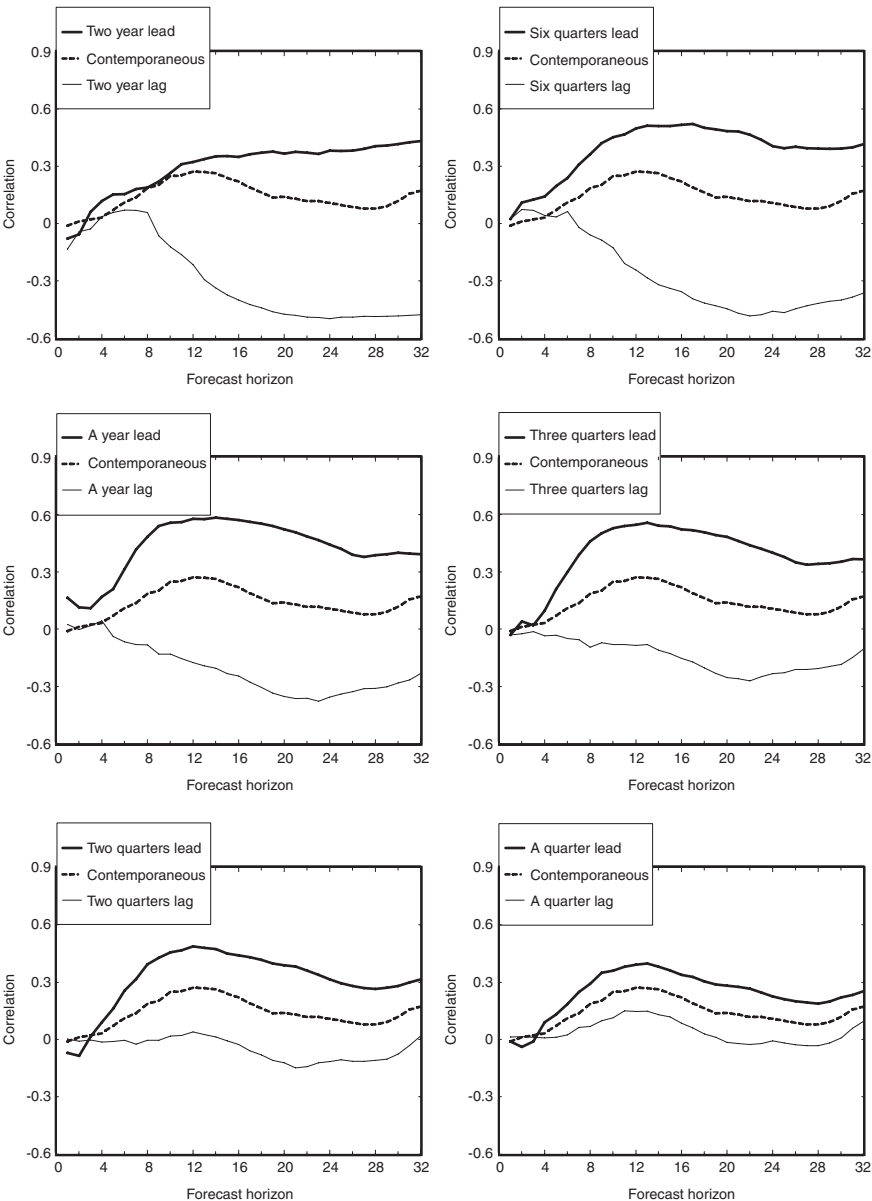 Two year lead
Contemporaneous
Two year lag
0.9
0.6
0.3
0
-0.3
-0.6
Correlation
0 4 8 12 16 20 24 28 32
Forecast horizon
Six quarters lead
Contemporaneous
Six quarters lag
0.9
0.6
0.3
0
-0.3
-0.6
Correlation
0 4 8 12 16 20 24 28 32
Forecast horizon
A year lead
Contemporaneous
A year lag
0.9
0.6
0.3
0
-0.3
-0.6
Correlation
0 4 8 12 16 20 24 28 32
Forecast horizon
Three quarters lead
Contemporaneous
Three quarters lag
0.9
0.6
0.3
0
-0.3
-0.6
Correlation
0 4 8 12 16 20 24 28 32
Forecast horizon
Two quarters lead
Contemporaneous
Two quarters lag
0.9
0.6
0.3
0
-0.3
-0.6
Correlation
0 4 8 12 16 20 24 28 32
Forecast horizon
A quarter lead
Contemporaneous
A quarter lag
0.9
0.6
0.3
0
-0.3
-0.6
Correlation
0 4 8 12 16 20 24 28 32
Forecast horizon